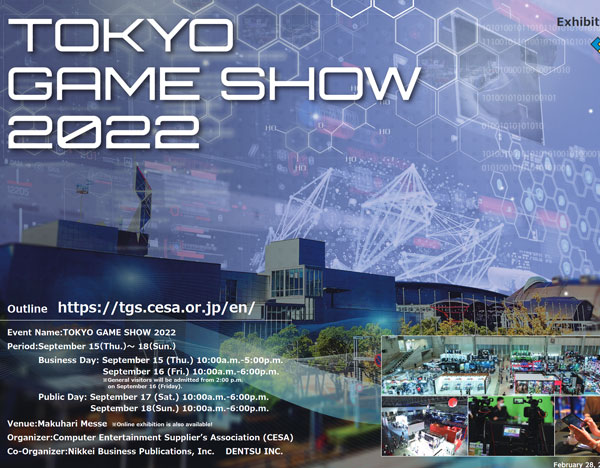 TOKYO
GAME SHOW
2022
Exhibit
Outline https://tgs.cesa.or.jp/en/
Event Name:TOKYO GAME SHOW 2022
Period:September 15(Thu.)～ 18(Sun.)
Business Day: September 15 (Thu.) 10:00a.m.-5:00p.m.
September 16 (Fri.) 10:00a.m.-6:00p.m.
※General visitors will be admitted from 2:00 p.m.
on September 16 (Friday).
Public Day: September 17 (Sat.) 10:00a.m.-6:00p.m.
September 18(Sun.) 10:00a.m.-6:00p.m.
Venue:Makuhari Messe ※Online exhibition is also available!
Organizer:Computer Entertainment Supplier's Association (CESA)
Co-Organizer:Nikkei Business Publications, Inc. DENTSU INC.
February 28, 2